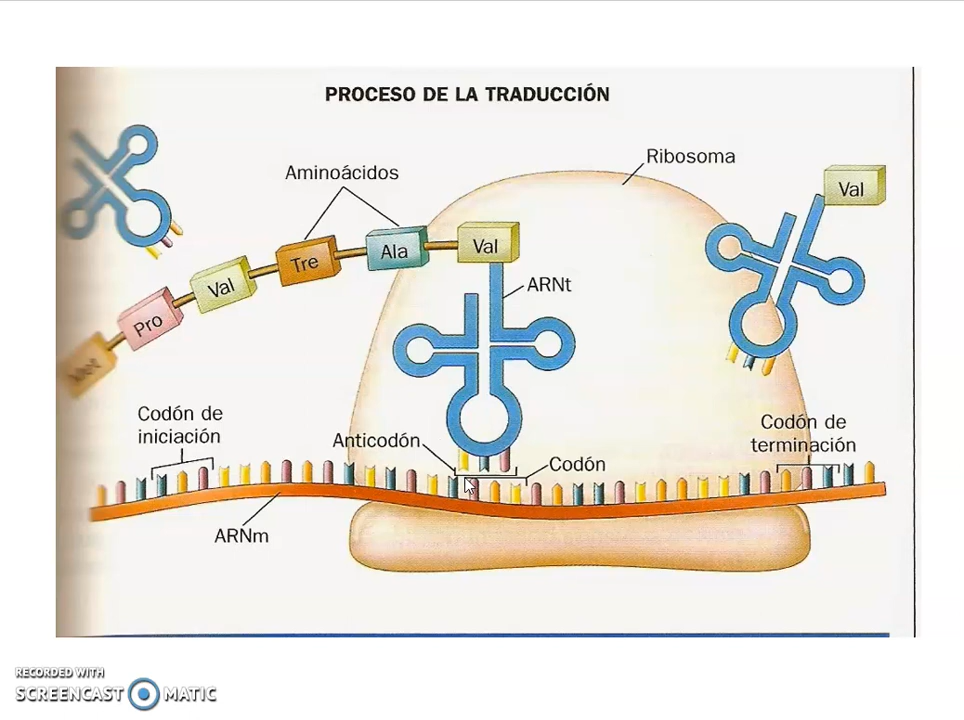 PROCESO DE LA TRADUCCIÓN
Ribosoma
Aminoácidos
Val
Val
Ala
Tre
Val
Pro
Met
ARNt
Codón de
iniciación
Anticodón
Codón
Codón de
terminación
ARNm
RECORDED WITH
SCREENCAST MATIC